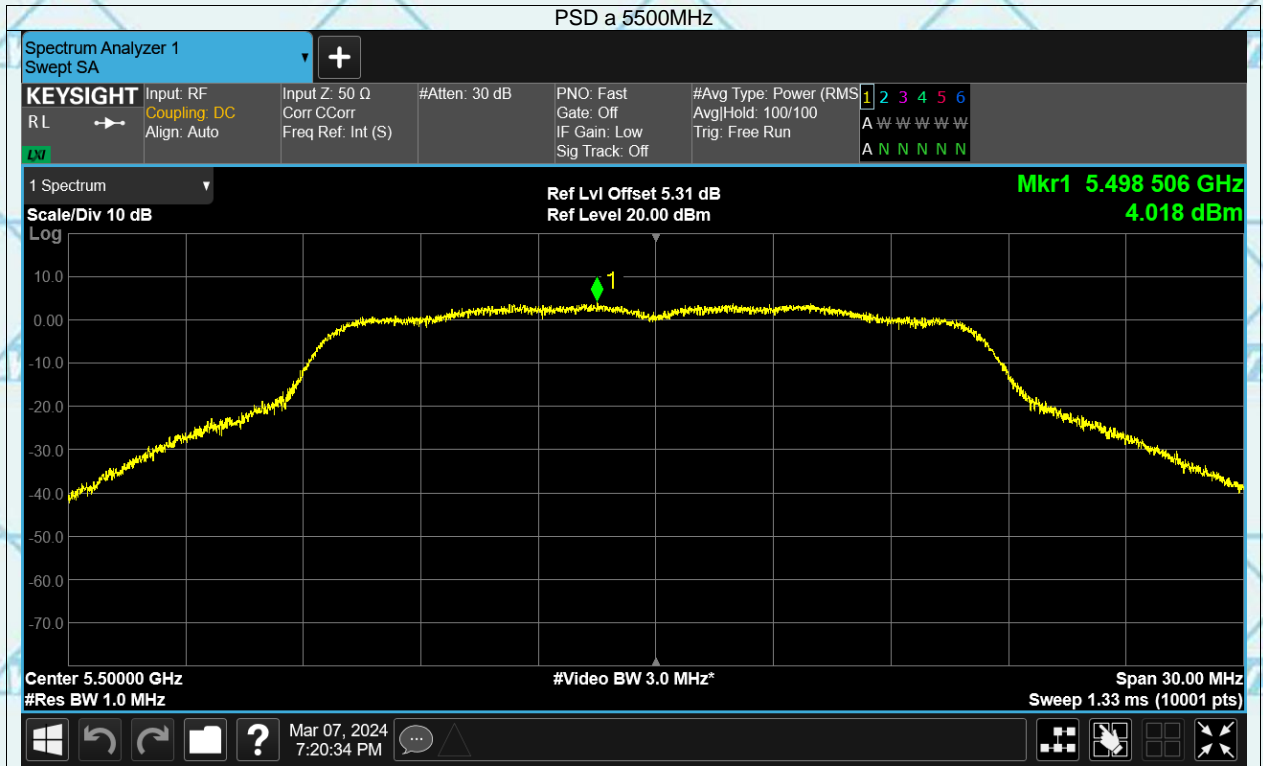 PSD a 5500MHz
Spectrum Analyzer 1
Swept SA
+
KEYSIGHT
R L
LXI
Input: RF
Coupling: DC
Align: Auto
Input Z: 50 Ω
Corr CCorr
Freq Ref: Int (S)
#Atten: 30 dB
PNO: Fast
Gate: Off
IF Gain: Low
Sig Track: Off
#Avg Type: Power (RMS
Avg|Hold: 100/100
Trig: Free Run
1 2 3 4 5 6
A W W W W W
A N N N N N
1 Spectrum
Scale/Div 10 dB
Ref Lvl Offset 5.31 dB
Ref Level 20.00 dBm
Mkr1 5.498 506 GHz
4.018 dBm
Log
1
10.0
0.00
-10.0
-20.0
-30.0
-40.0
-50.0
-60.0
-70.0
Center 5.50000 GHz
#Res BW 1.0 MHz
#Video BW 3.0 MHz*
Span 30.00 MHz
Sweep 1.33 ms (10001 pts)
?
Mar 07, 2024
7:20:34 PM